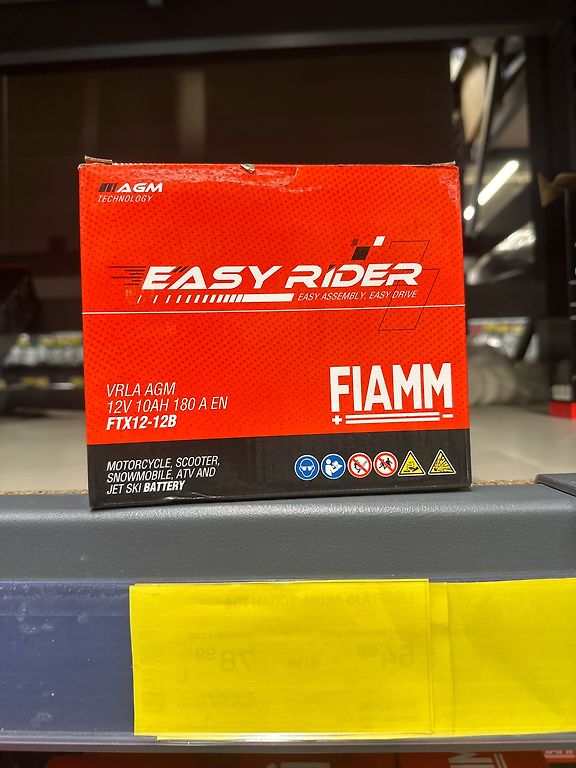 AGM
TECHNOLOGY
EASY RIDER
EASY ASSEMBLY, EASY DRIVE
VRLA AGM
12V 10AH 180 A EN
FTX12-12B
FIAMM
MOTORCYCLE, SCOOTER,
SNOWMOBILE, ATV AND
JET SKI BATTERY